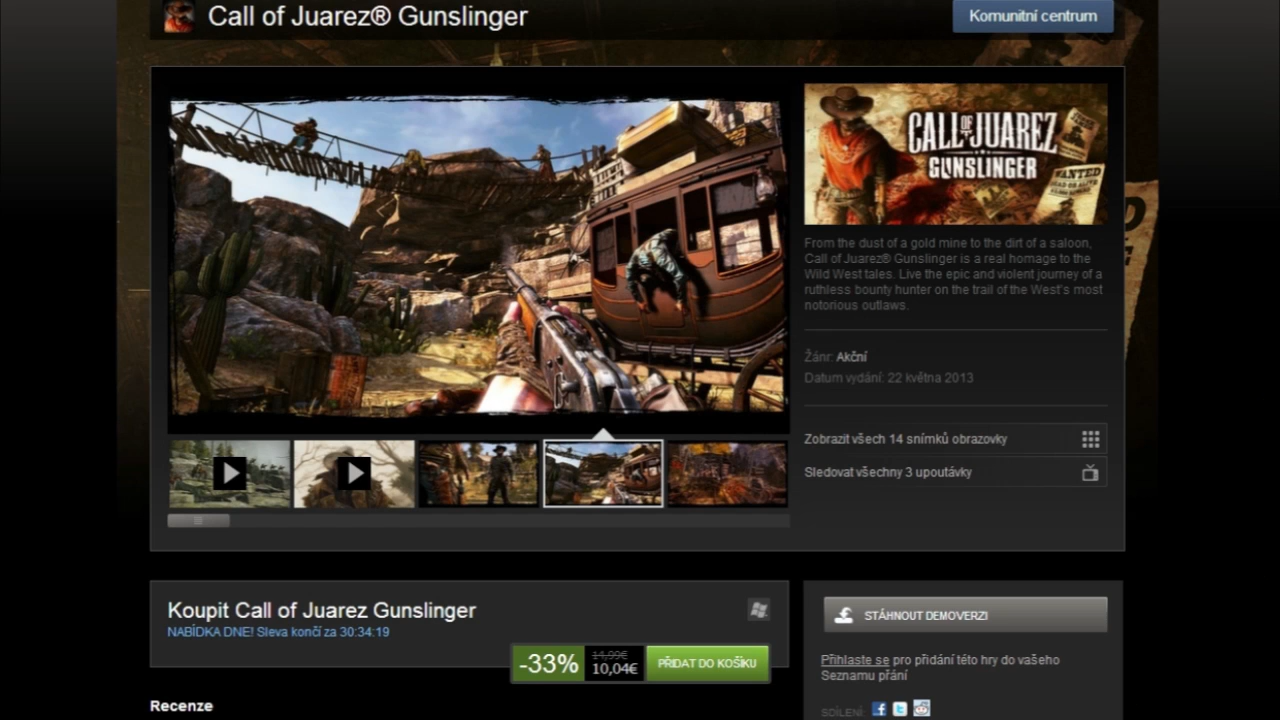 Call of Juarez® Gunslinger
Komunitní centrum
CALL OF JUAREZ
GUNSLINGER
WANTED
DEAD OR ALIVE
From the dust of a gold mine to the dirt of a saloon,
Call of Juarez® Gunslinger is a real homage to the
Wild West tales. Live the epic and violent journey of a
ruthless bounty hunter on the trail of the West's most
notorious outlaws.
Žánr: Akční
Datum vydání: 22 května 2013
Zobrazit všech 14 snímků obrazovky
Sledovat všechny 3 upoutávky
Koupit Call of Juarez Gunslinger
NABÍDKA DNE! Sleva končí za 30:34:19
-33%
14,99€
10,04€
PŘIDAT DO KOŠÍKU
STÁHNOUT DEMOVERZI
Přihlaste se pro přidání této hry do vašeho
Seznamu přání
SDÍLENÍ:
Recenze